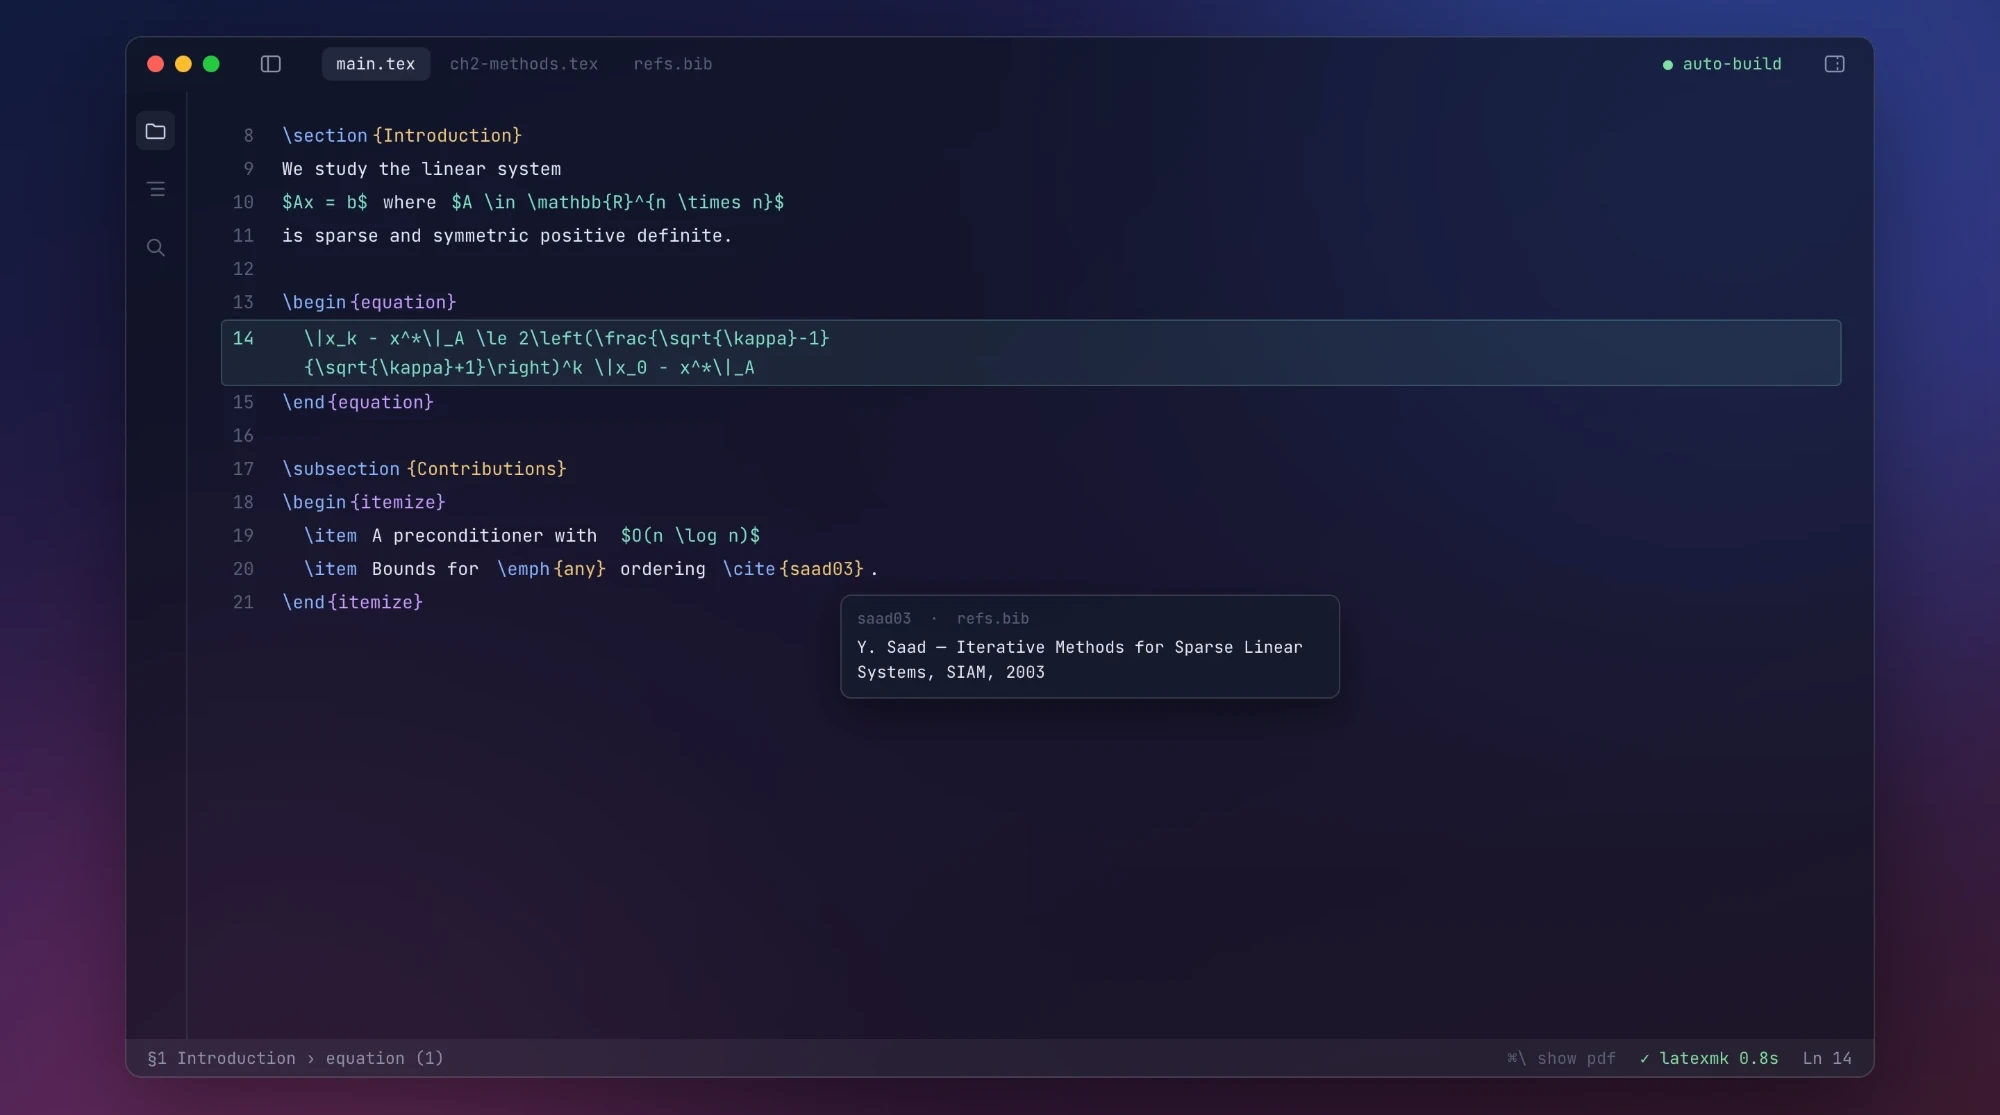 main.tex ch2-methods.tex refs.bib auto-build
8 \section{Introduction}
9 We study the linear system
10 $Ax = b$ where $A \in \mathbb{R}^{n \times n}$
11 is sparse and symmetric positive definite.
12
13 \begin{equation}
14 \|x_k - x^*\|_A \le 2\left(\frac{\sqrt{\kappa}-1}
{\sqrt{\kappa}+1}\right)^k \|x_0 - x^*\|_A
15 \end{equation}
16
17 \subsection{Contributions}
18 \begin{itemize}
19 \item A preconditioner with $O(n \log n)$
20 \item Bounds for \emph{any} ordering \cite{saad03}.
21 \end{itemize}
saad03 · refs.bib
Y. Saad — Iterative Methods for Sparse Linear
Systems, SIAM, 2003
§1 Introduction › equation (1) ⌘\ show pdf ✓ latexmk 0.8s Ln 14